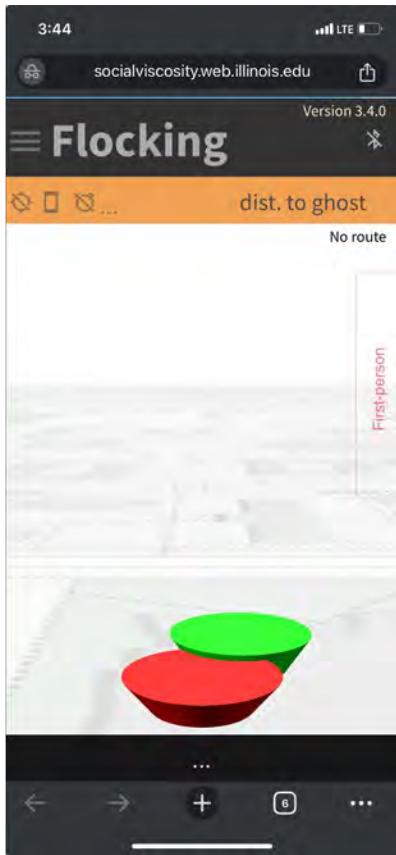 3:44
LTE
socialviscosity.web.illinois.edu
Version 3.4.0
Flocking
... dist. to ghost
No route
First-person
...
6